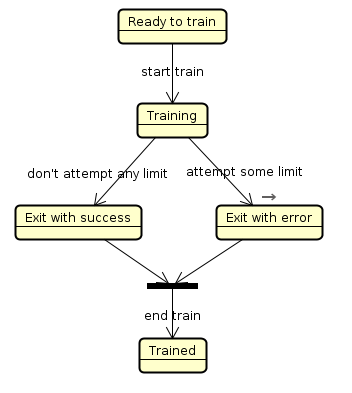 Ready to train
start train
Training
don't attempt any limit
attempt some limit
→
Exit with success
Exit with error
end train
Trained